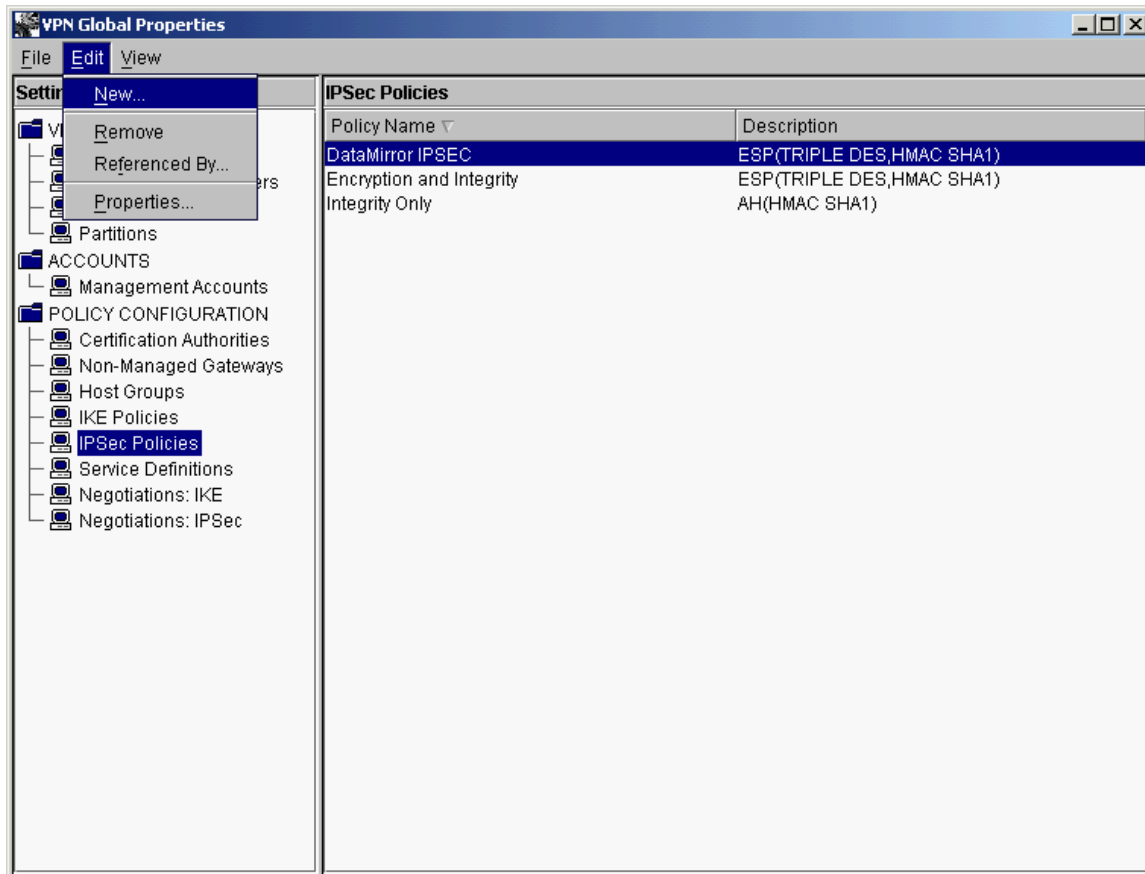 VPN Global Properties
File Edit View
New...
Remove
Referenced By...
Properties...
Partitions
ACCOUNTS
Management Accounts
POLICY CONFIGURATION
Certification Authorities
Non-Managed Gateways
Host Groups
IKE Policies
IPSec Policies
Service Definitions
Negotiations: IKE
Negotiations: IPSec
IPSec Policies
Policy Name Description
DataMirror IPSEC ESP(TRIPLE DES,HMAC SHA1)
Encryption and Integrity ESP(TRIPLE DES,HMAC SHA1)
Integrity Only AH(HMAC SHA1)